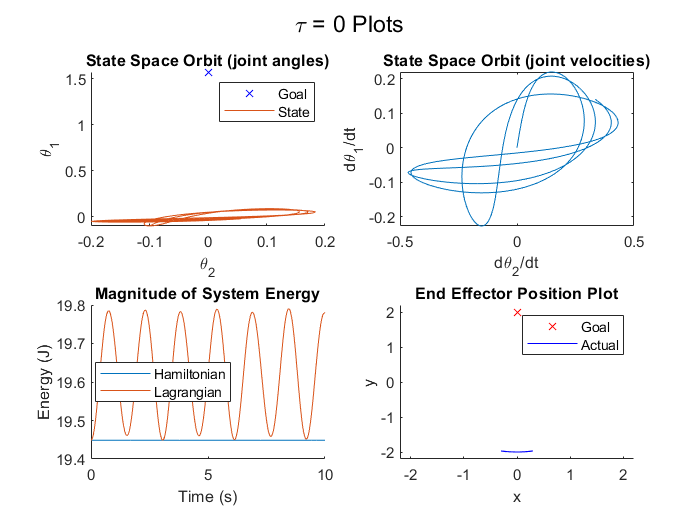 τ = 0 Plots
State Space Orbit (joint angles)
1.5
1
0.5
0
-0.2
-0.1
0
0.1
0.2
θ1
θ2
Goal
State
State Space Orbit (joint velocities)
0.2
0.1
0
-0.1
-0.2
-0.5
0
0.5
dθ1/dt
dθ2/dt
Magnitude of System Energy
19.8
19.7
19.6
19.5
19.4
0
5
10
Energy (J)
Time (s)
Hamiltonian
Lagrangian
End Effector Position Plot
2
1
0
-1
-2
-2
-1
0
1
2
y
x
Goal
Actual